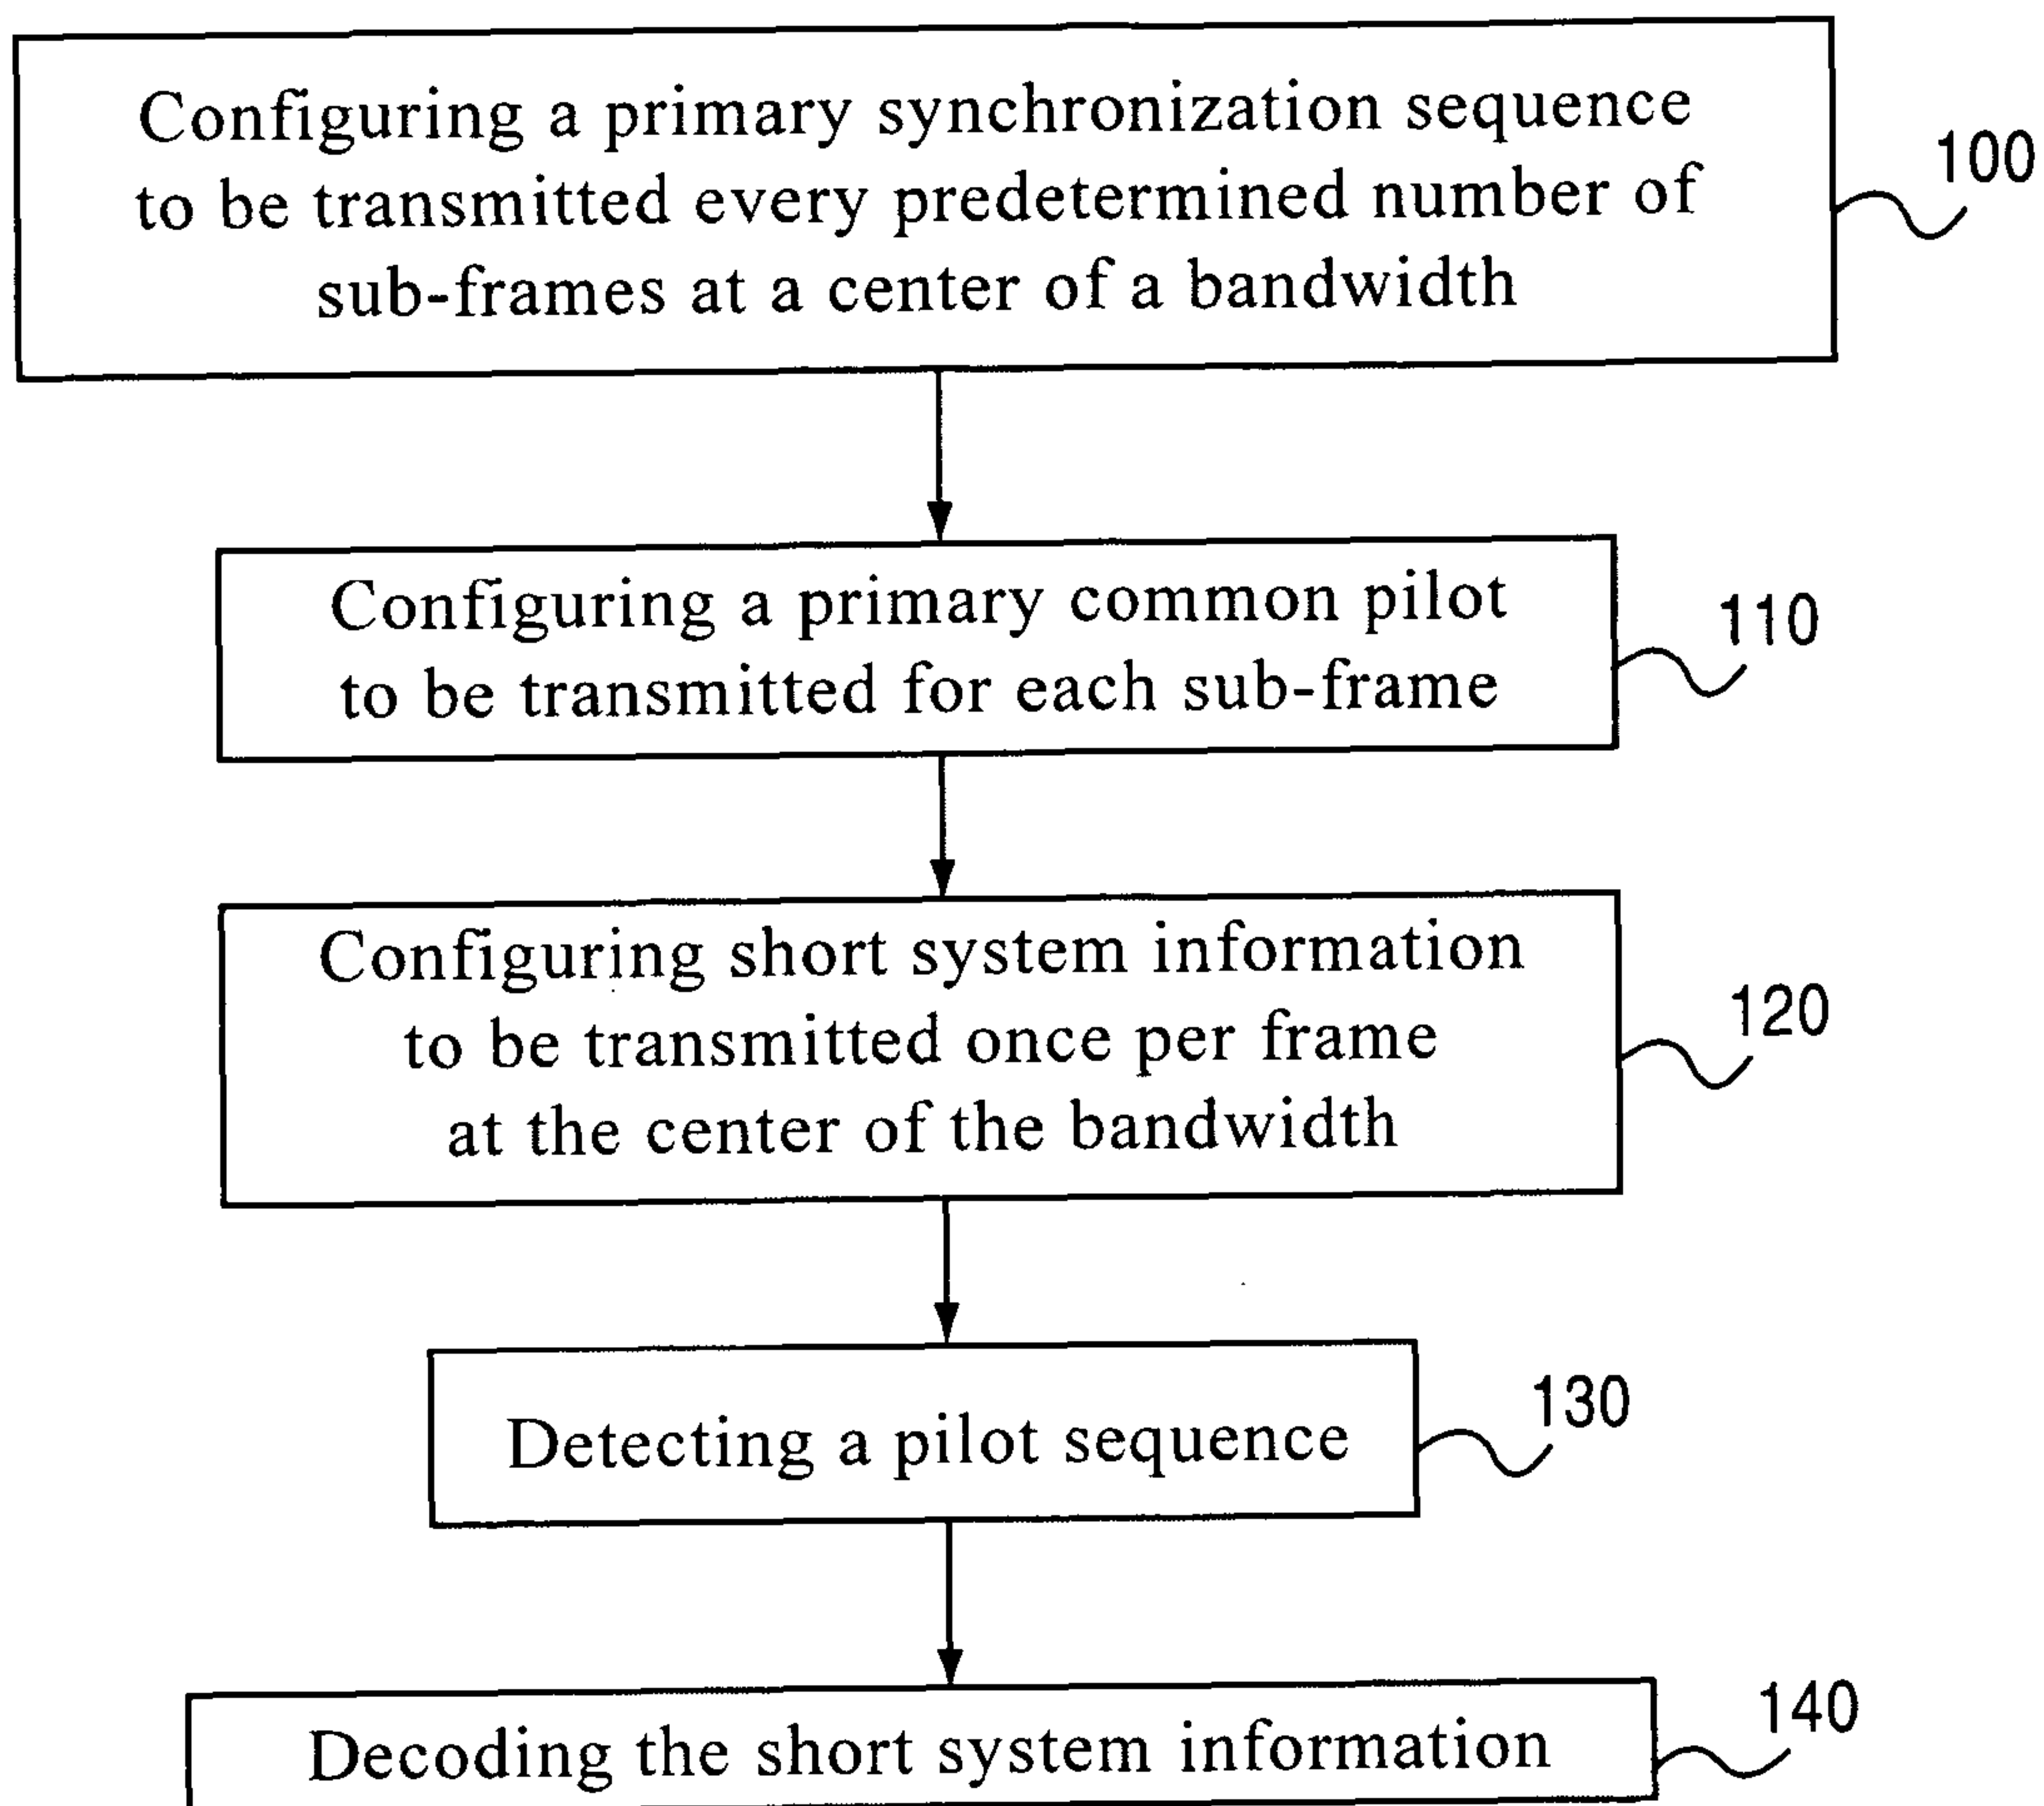 Configuring a primary synchronization sequence
to be transmitted every predetermined number of
sub-frames at a center of a bandwidth
100
Configuring a primary common pilot
to be transmitted for each sub-frame
110
Configuring short system information
to be transmitted once per frame
at the center of the bandwidth
120
Detecting a pilot sequence
130
Decoding the short system information
140